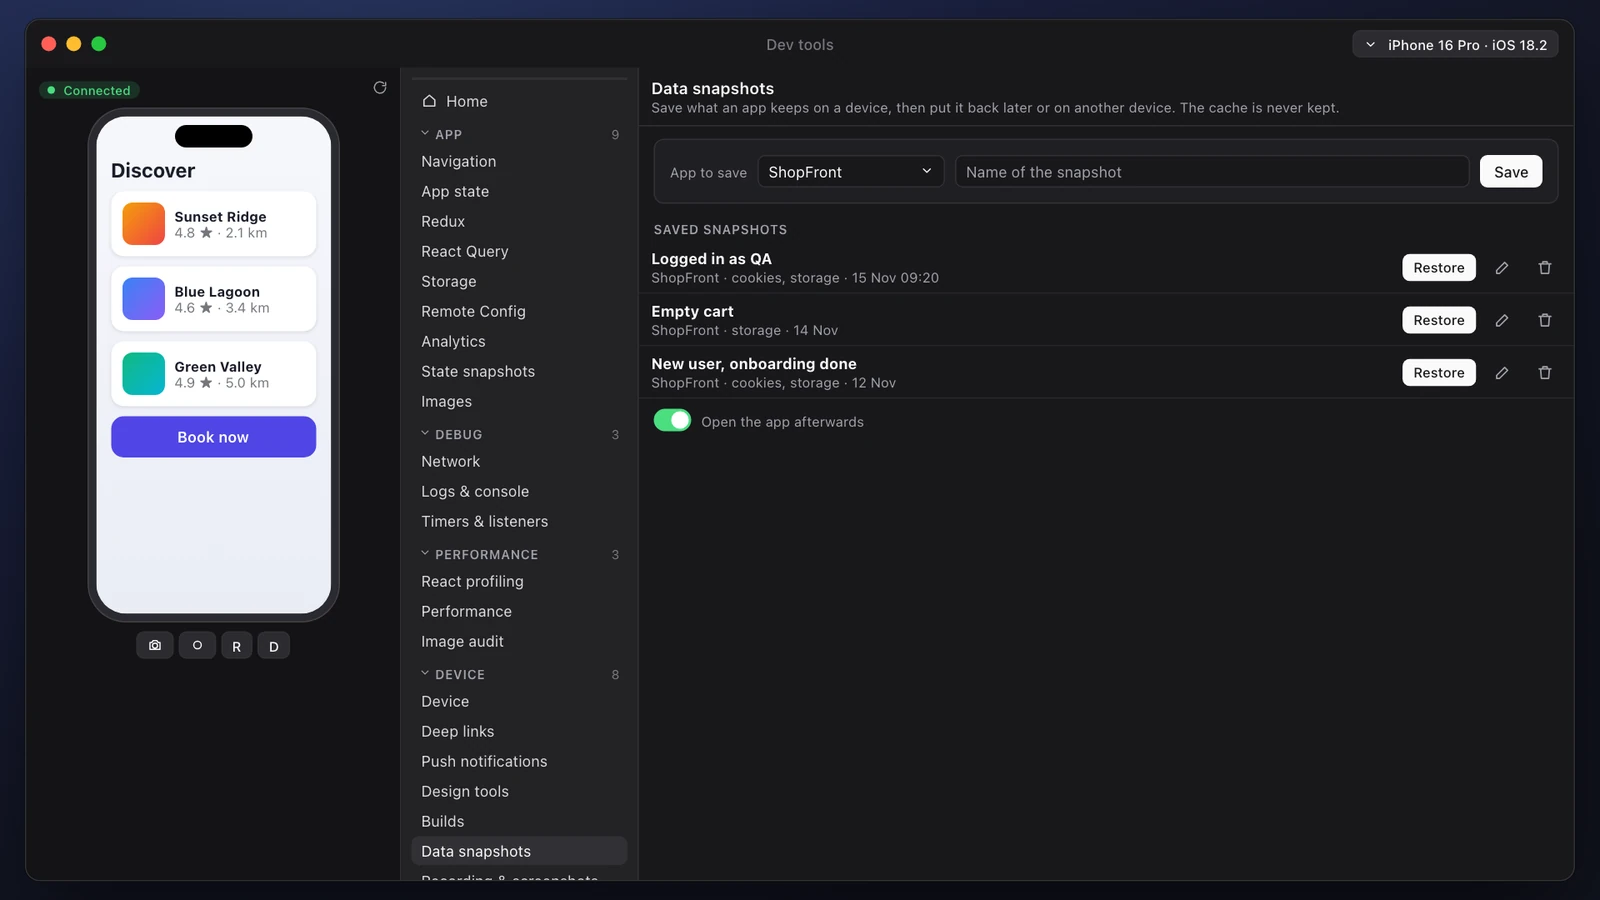 Dev tools
iPhone 16 Pro · iOS 18.2
Connected
Discover
Sunset Ridge
4.8 ★ · 2.1 km
Blue Lagoon
4.6 ★ · 3.4 km
Green Valley
4.9 ★ · 5.0 km
Book now
R
D
Home
APP 9
Navigation
App state
Redux
React Query
Storage
Remote Config
Analytics
State snapshots
Images
DEBUG 3
Network
Logs & console
Timers & listeners
PERFORMANCE 3
React profiling
Performance
Image audit
DEVICE 8
Device
Deep links
Push notifications
Design tools
Builds
Data snapshots
Recording & screenshots
Data snapshots
Save what an app keeps on a device, then put it back later or on another device. The cache is never kept.
App to save ShopFront Name of the snapshot Save
SAVED SNAPSHOTS
Logged in as QA
ShopFront · cookies, storage · 15 Nov 09:20
Restore
Empty cart
ShopFront · storage · 14 Nov
Restore
New user, onboarding done
ShopFront · cookies, storage · 12 Nov
Restore
Open the app afterwards